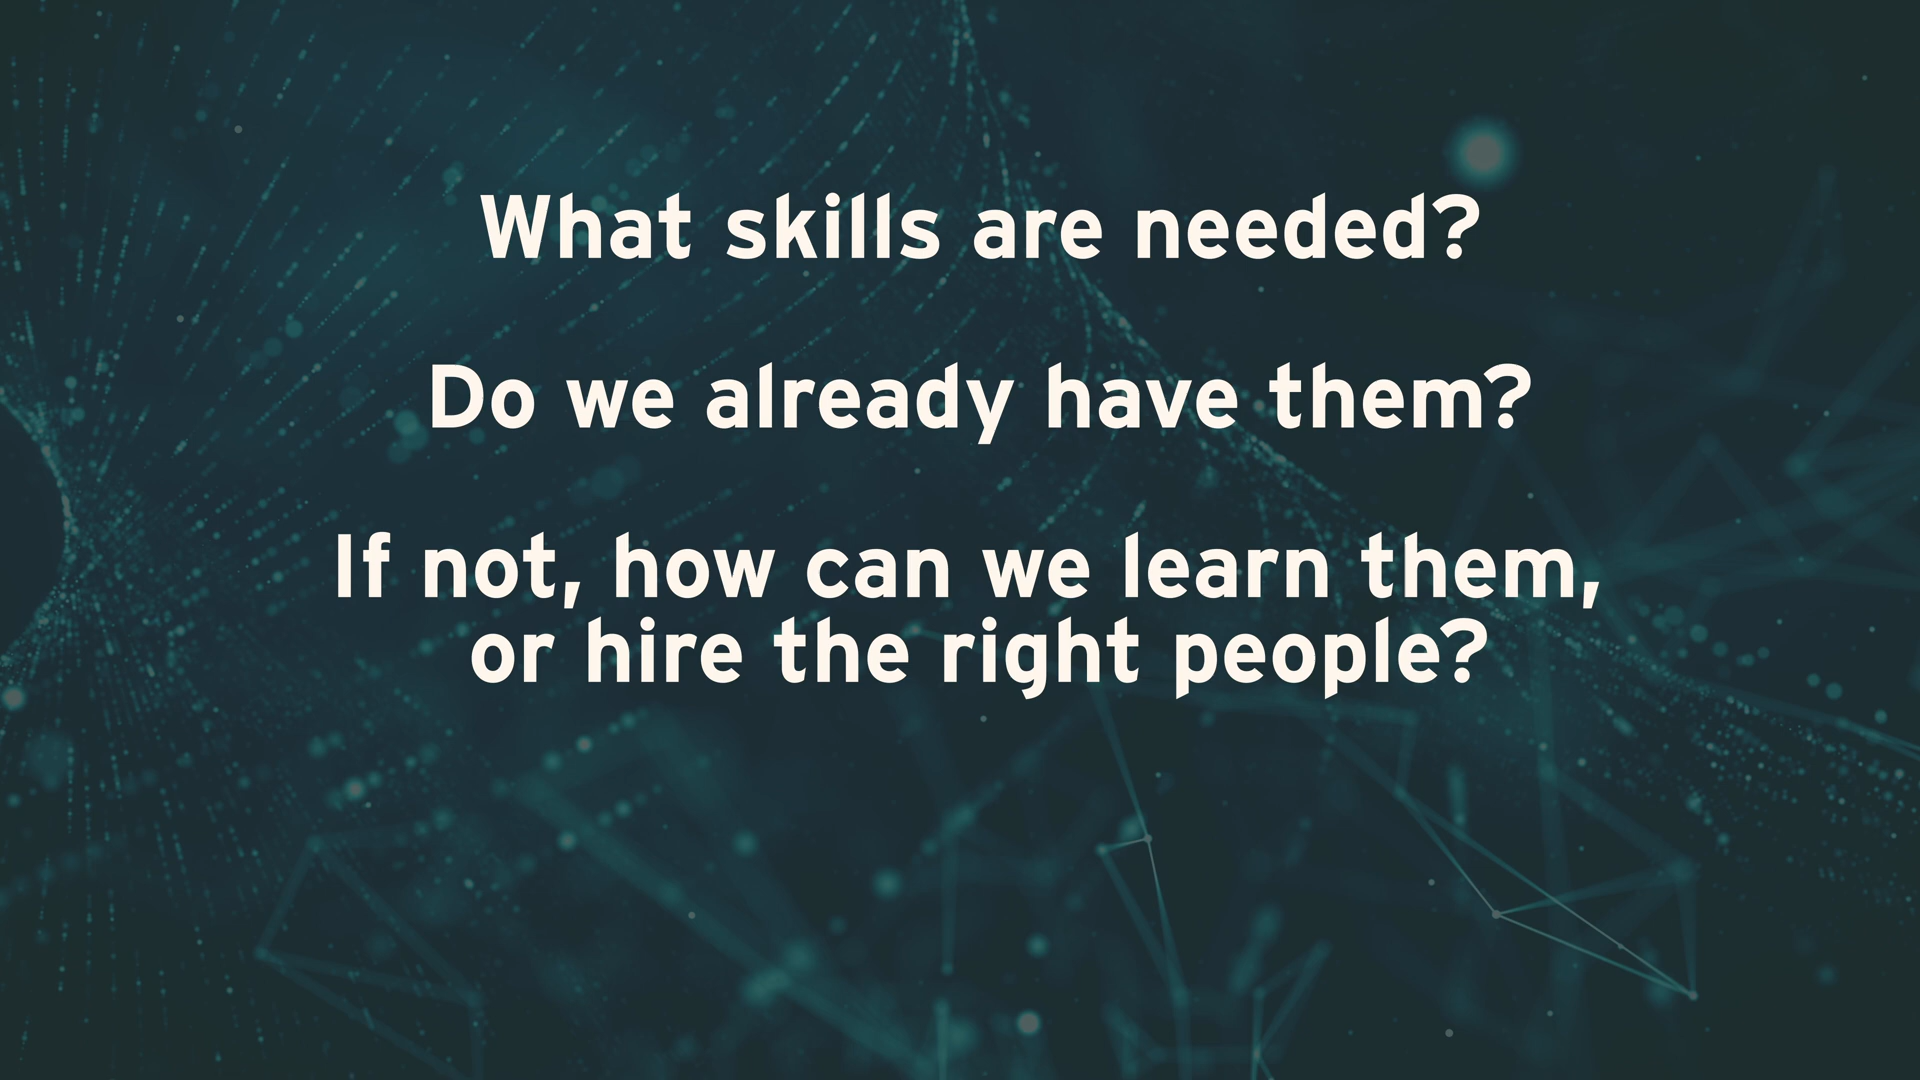 What skills are needed?
Do we already have them?
If not, how can we learn them,
or hire the right people?